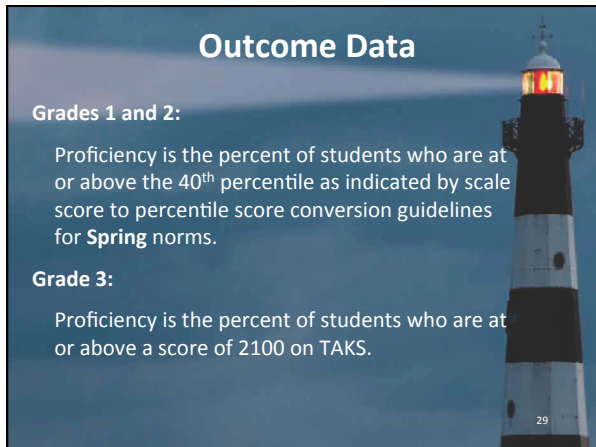 Outcome Data
Grades 1 and 2:
Proficiency is the percent of students who are at
or above the 40th percentile as indicated by scale
score to percentile score conversion guidelines
for Spring norms.
Grade 3:
Proficiency is the percent of students who are at
or above a score of 2100 on TAKS.
29